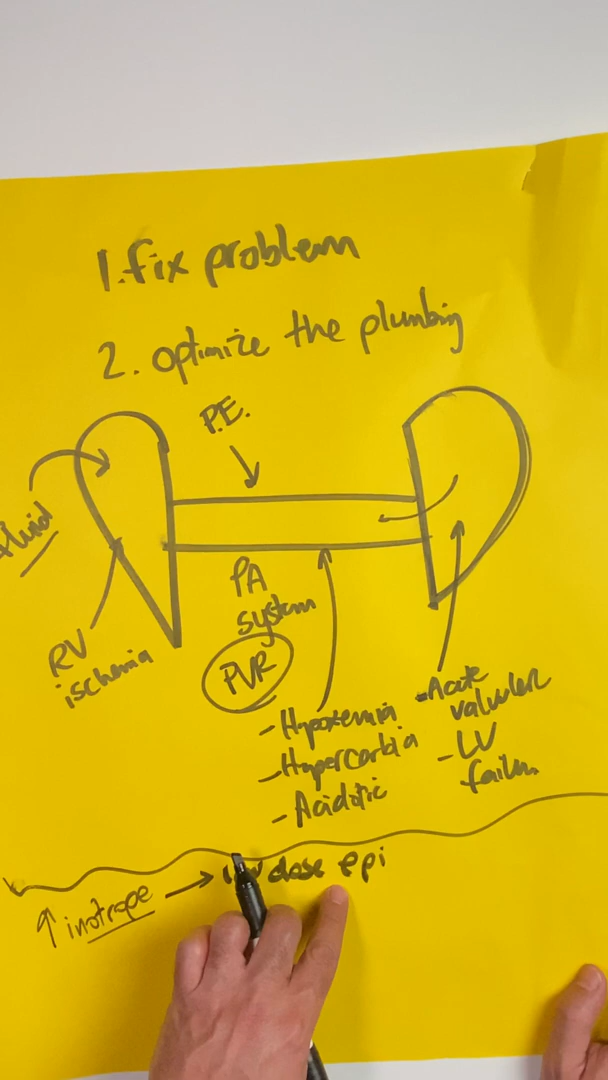 1. fix problem
2. optimize the plumbing
P.E.
fluid
RV
ischemia
PA
system
PVR
- Hypoxemia
- Hypercarbia
- Acidotic
- Acute
valvular
- LV
failure
↑ inotrope → low dose epi